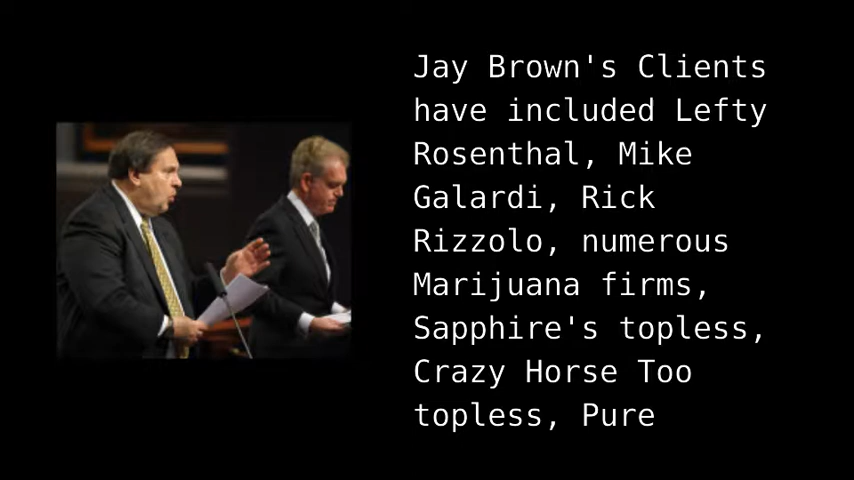 Jay Brown's Clients
have included Lefty
Rosenthal, Mike
Galardi, Rick
Rizzolo, numerous
Marijuana firms,
Sapphire's topless,
Crazy Horse Too
topless, Pure